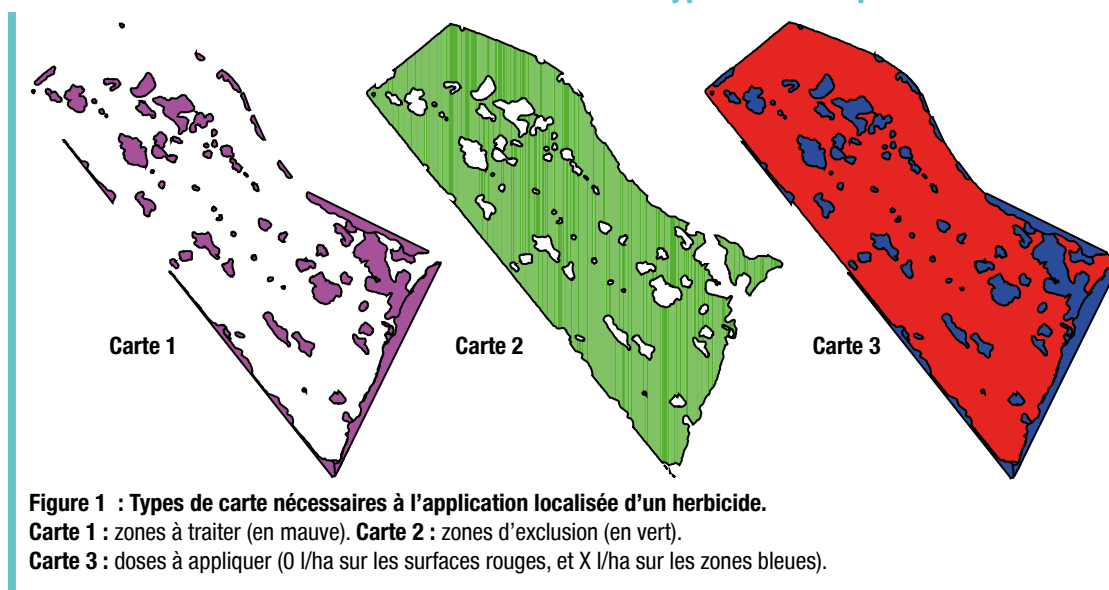 Carte 1
Carte 2
Carte 3
Figure 1 : Types de carte nécessaires à l’application localisée d’un herbicide.
Carte 1 : zones à traiter (en mauve). Carte 2 : zones d’exclusion (en vert).
Carte 3 : doses à appliquer (0 l/ha sur les surfaces rouges, et X l/ha sur les zones bleues).